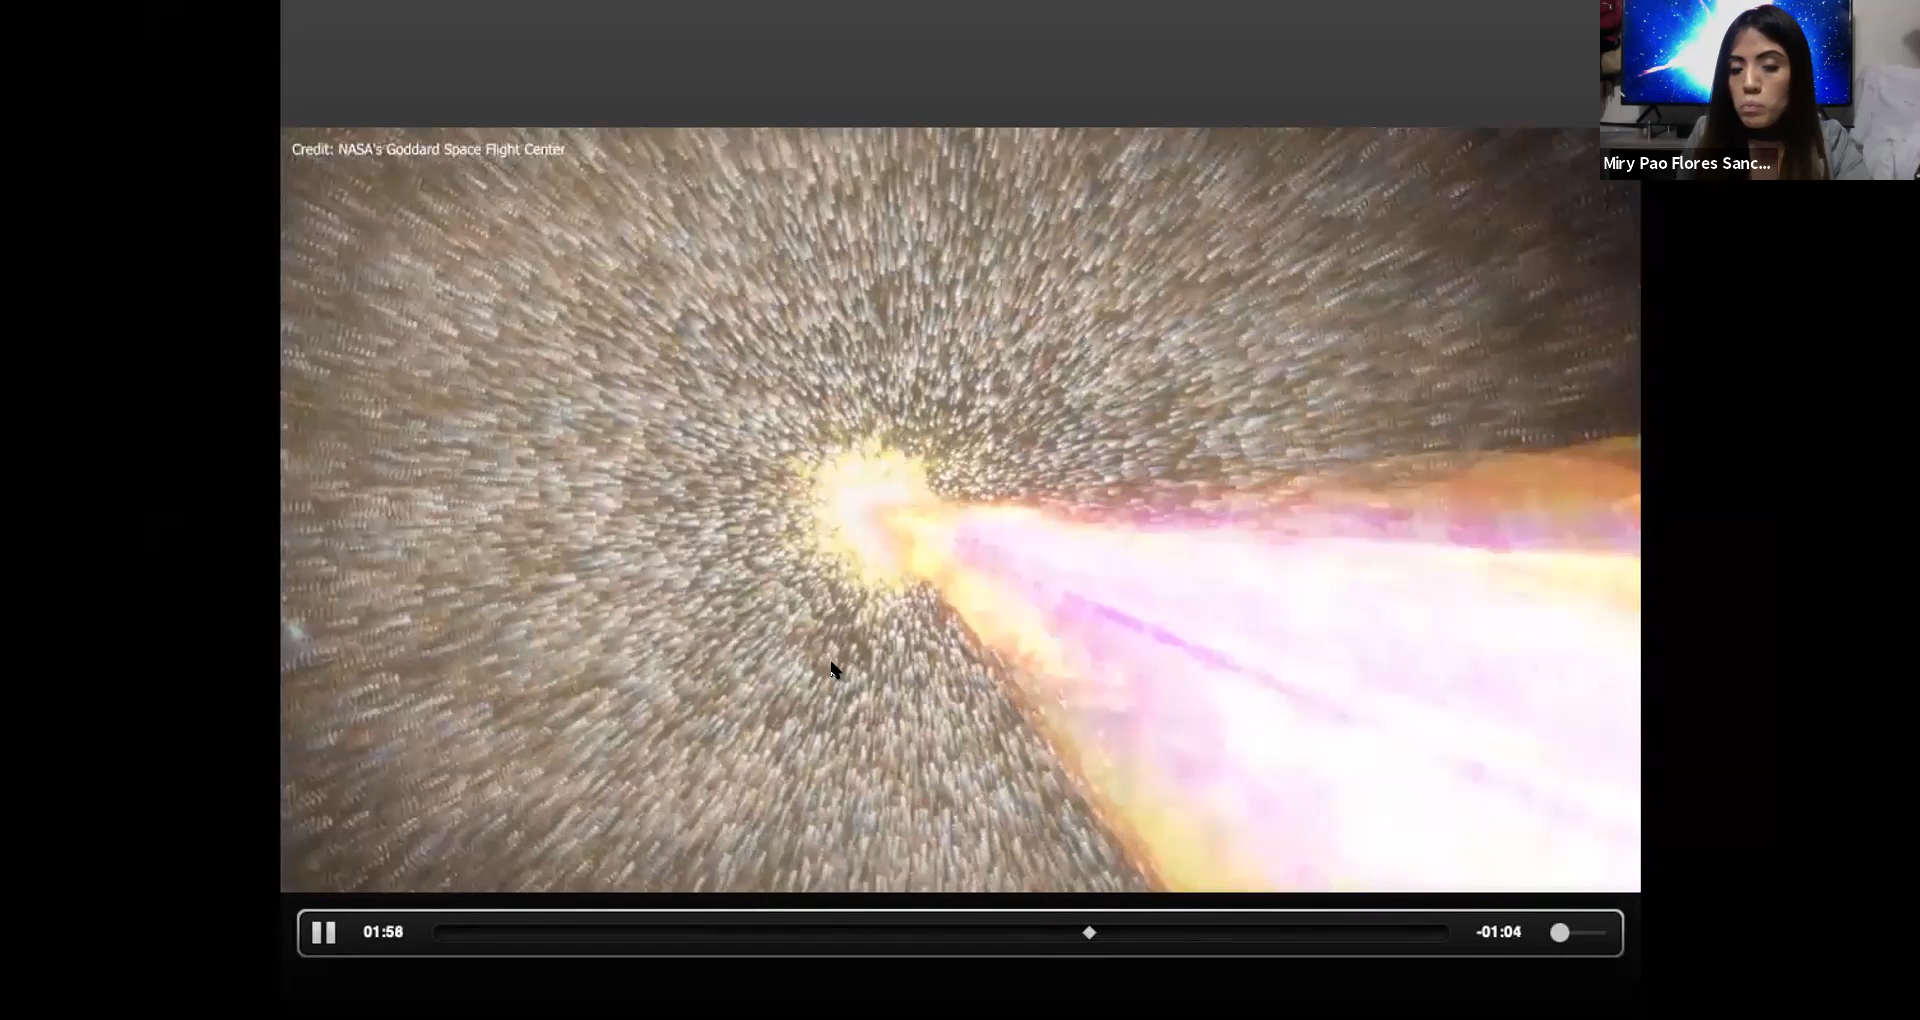 Credit: NASA's Goddard Space Flight Center
Miry Pao Flores Sanc...
01:58
-01:04